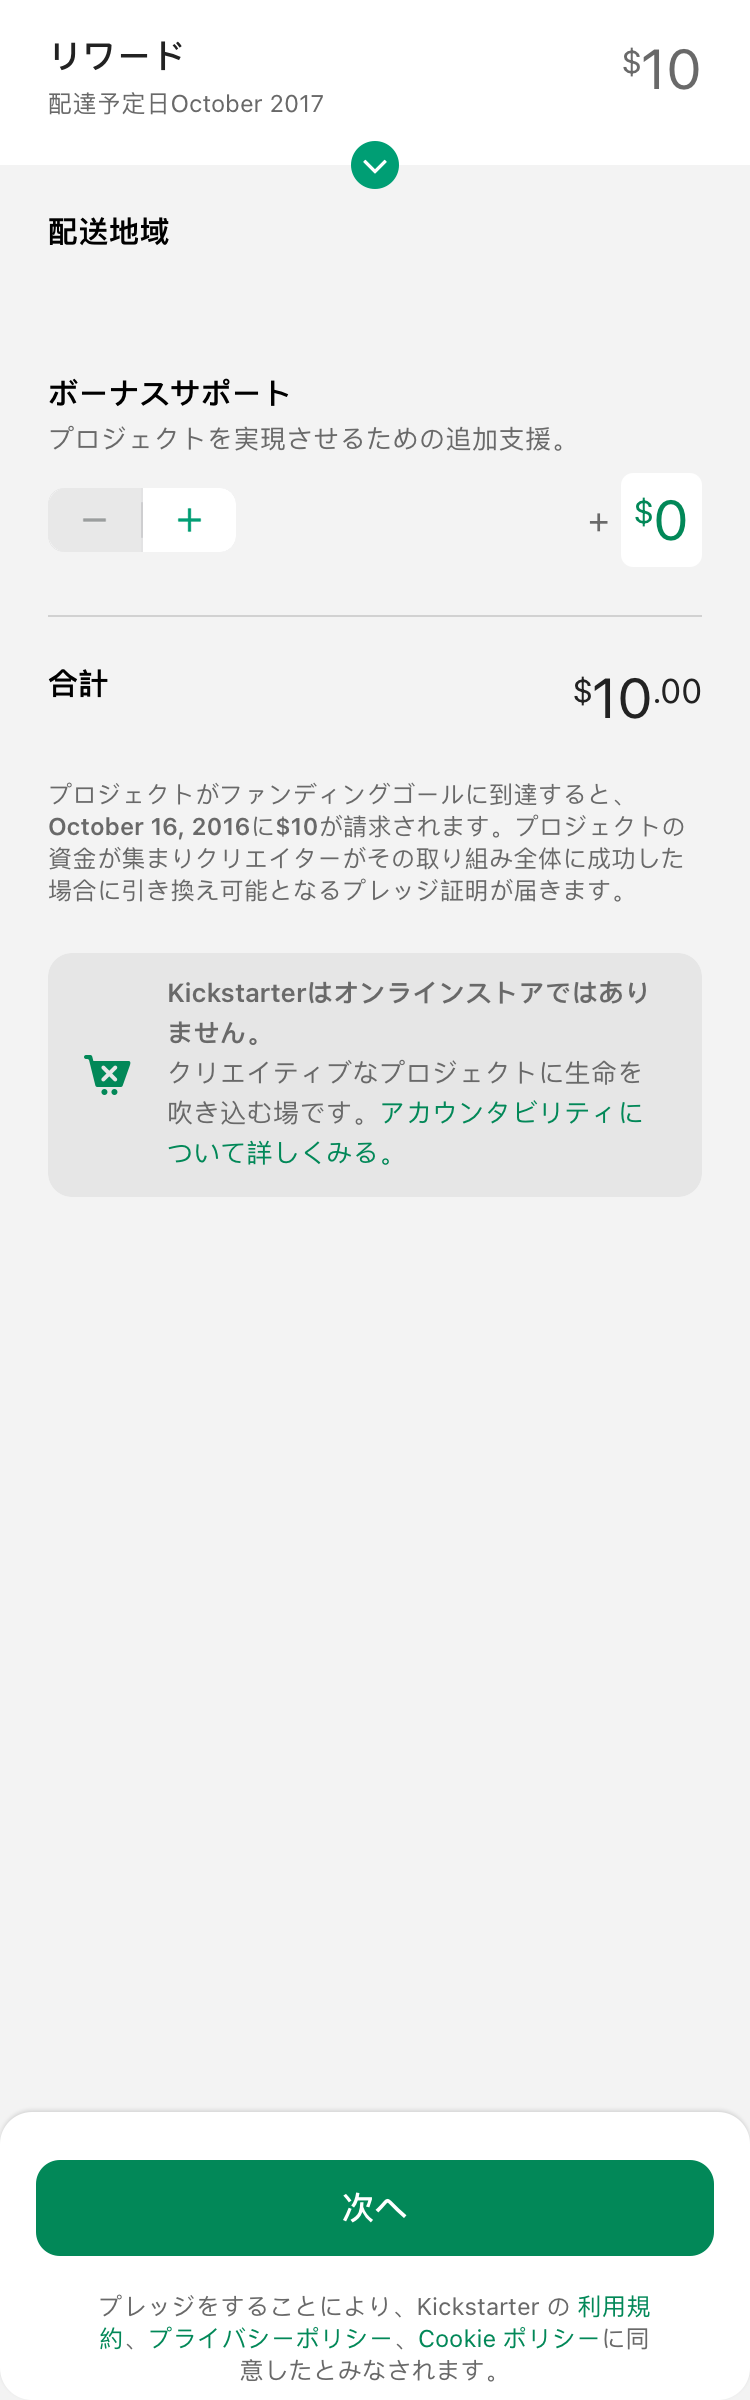 リワード
$10
配達予定日October 2017
配送地域
ボーナスサポート
プロジェクトを実現させるための追加支援。
− + + $0
合計
$10.00
プロジェクトがファンディングゴールに到達すると、
October 16, 2016に$10が請求されます。プロジェクトの
資金が集まりクリエイターがその取り組み全体に成功した
場合に引き換え可能となるプレッジ証明が届きます。
Kickstarterはオンラインストアではあり
ません。
クリエイティブなプロジェクトに生命を
吹き込む場です。アカウンタビリティに
ついて詳しくみる。
次へ
プレッジをすることにより、Kickstarter の 利用規
約、プライバシーポリシー、Cookie ポリシーに同
意したとみなされます。